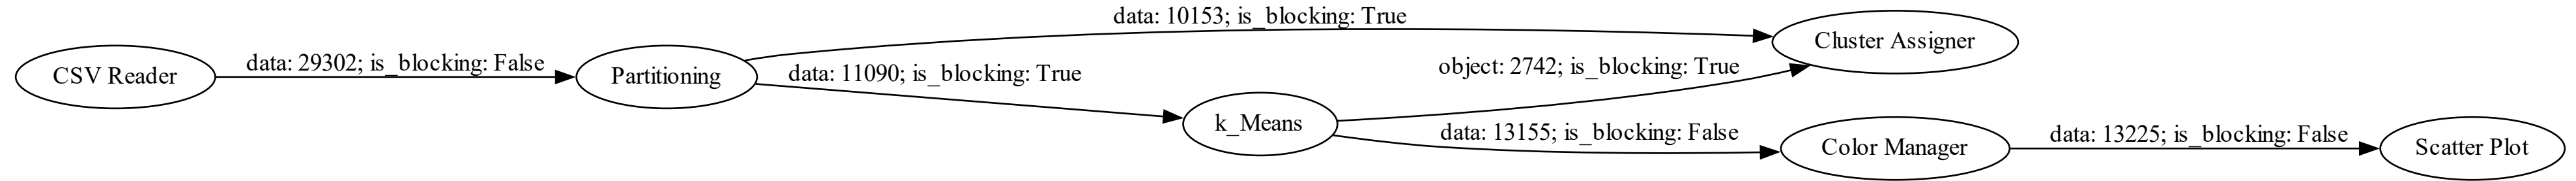 CSV Reader
data: 29302; is_blocking: False
Partitioning
data: 10153; is_blocking: True
data: 11090; is_blocking: True
k_Means
object: 2742; is_blocking: True
data: 13155; is_blocking: False
Cluster Assigner
Color Manager
data: 13225; is_blocking: False
Scatter Plot